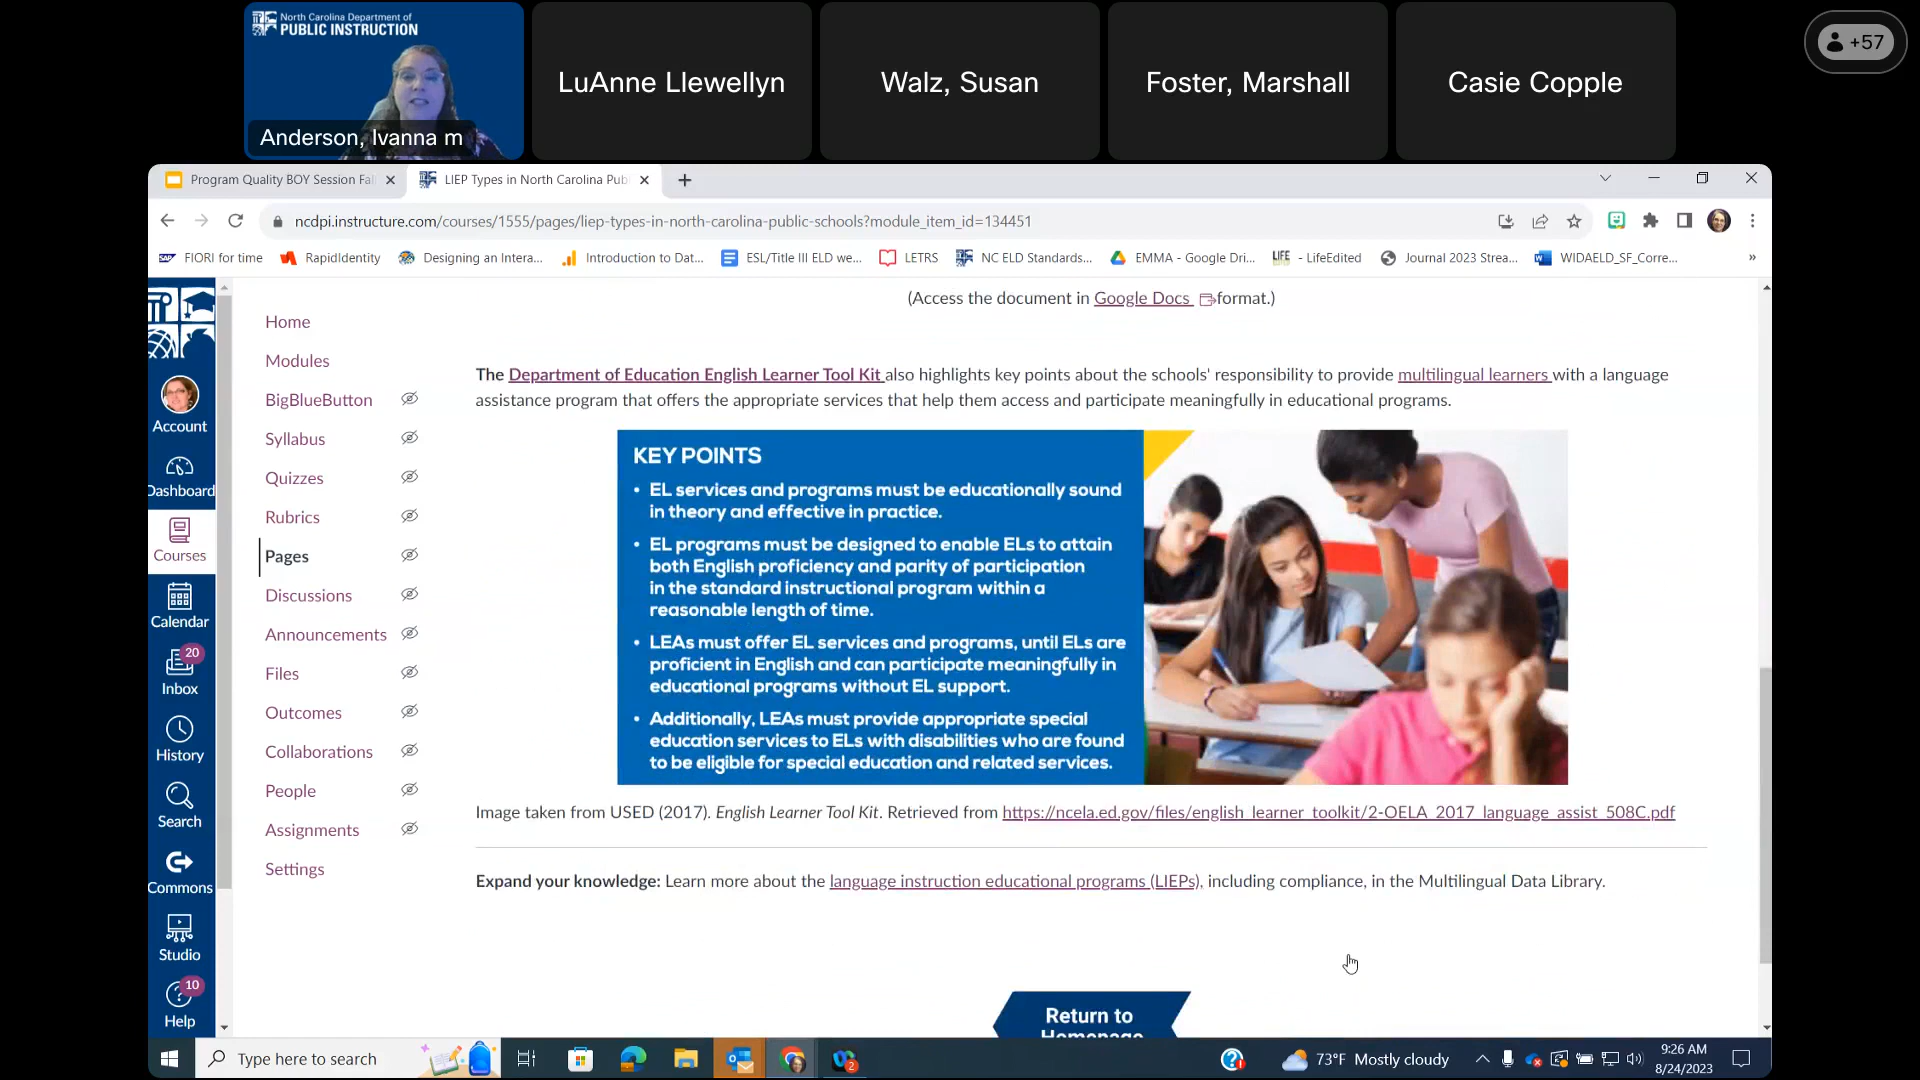 North Carolina Department of
PUBLIC INSTRUCTION
Anderson, Ivanna m
LuAnne Llewellyn
Walz, Susan
Foster, Marshall
Casie Copple
+57
Program Quality BOY Session Fal
LIEP Types in North Carolina Pub
ncdpi.instructure.com/courses/1555/pages/liep-types-in-north-carolina-public-schools?module_item_id=134451
FIORI for time
RapidIdentity
Designing an Intera...
Introduction to Dat...
ESL/Title III ELD we...
LETRS
NC ELD Standards...
EMMA - Google Dri...
LIFE - LifeEdited
Journal 2023 Strea...
WIDAELD_SF_Corre...
»
Account
Dashboard
Courses
Calendar
20
Inbox
History
Search
Commons
Studio
10
Help
Home
Modules
BigBlueButton
Syllabus
Quizzes
Rubrics
Pages
Discussions
Announcements
Files
Outcomes
Collaborations
People
Assignments
Settings
(Access the document in Google Docs format.)
The Department of Education English Learner Tool Kit also highlights key points about the schools' responsibility to provide multilingual learners with a language
assistance program that offers the appropriate services that help them access and participate meaningfully in educational programs.
KEY POINTS
• EL services and programs must be educationally sound
in theory and effective in practice.
• EL programs must be designed to enable ELs to attain
both English proficiency and parity of participation
in the standard instructional program within a
reasonable length of time.
• LEAs must offer EL services and programs, until ELs are
proficient in English and can participate meaningfully in
educational programs without EL support.
• Additionally, LEAs must provide appropriate special
education services to ELs with disabilities who are found
to be eligible for special education and related services.
Image taken from USED (2017). English Learner Tool Kit. Retrieved from https://ncela.ed.gov/files/english_learner_toolkit/2-OELA_2017_language_assist_508C.pdf
Expand your knowledge: Learn more about the language instruction educational programs (LIEPs), including compliance, in the Multilingual Data Library.
Return to
Homepage
Type here to search
2
73°F Mostly cloudy
9:26 AM
8/24/2023